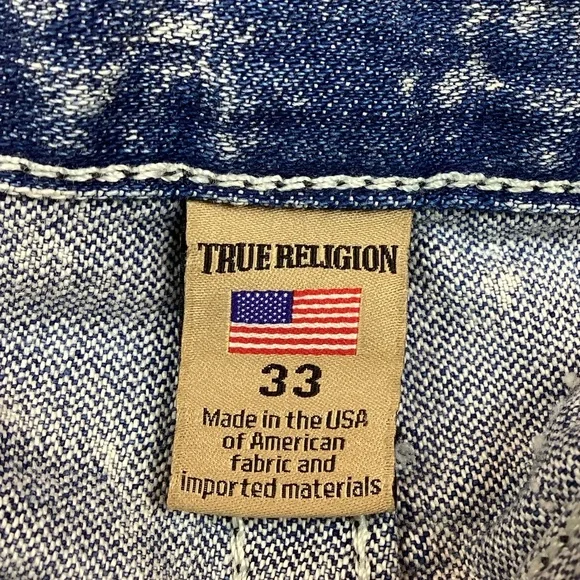 TRUE RELIGION
33
Made in the USA
of American
fabric and
imported materials